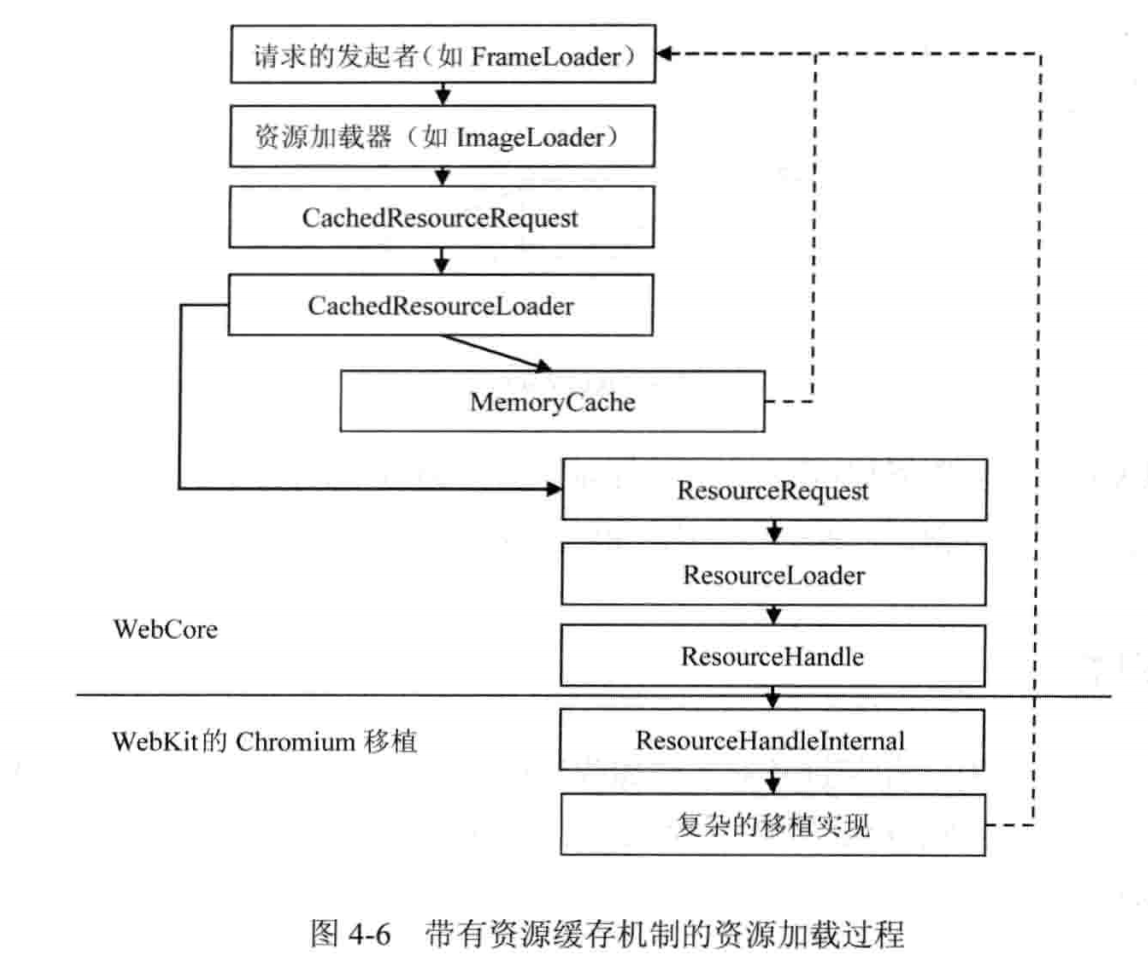 请求的发起者(如 FrameLoader)
资源加载器(如 ImageLoader)
CachedResourceRequest
CachedResourceLoader
MemoryCache
ResourceRequest
ResourceLoader
ResourceHandle
WebCore
WebKit的 Chromium 移植
ResourceHandleInternal
复杂的移植实现
图 4-6 带有资源缓存机制的资源加载过程